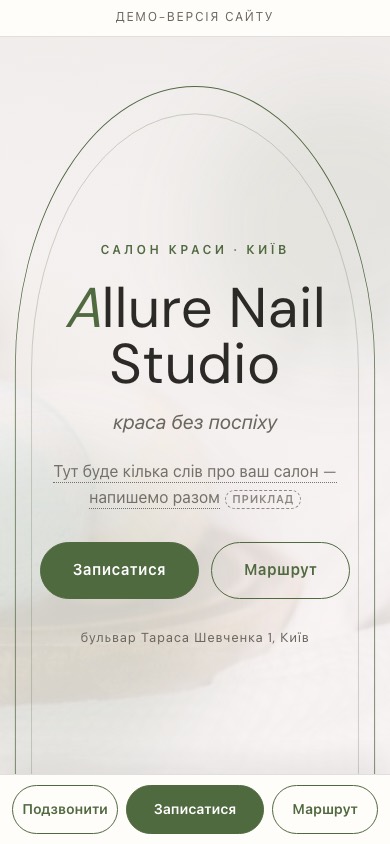 ДЕМО-ВЕРСІЯ САЙТУ
САЛОН КРАСИ · КИЇВ
Allure Nail
Studio
краса без поспіху
Тут буде кілька слів про ваш салон —
напишемо разом ПРИКЛАД
Записатися Маршрут
бульвар Тараса Шевченка 1, Київ
Подзвонити Записатися Маршрут